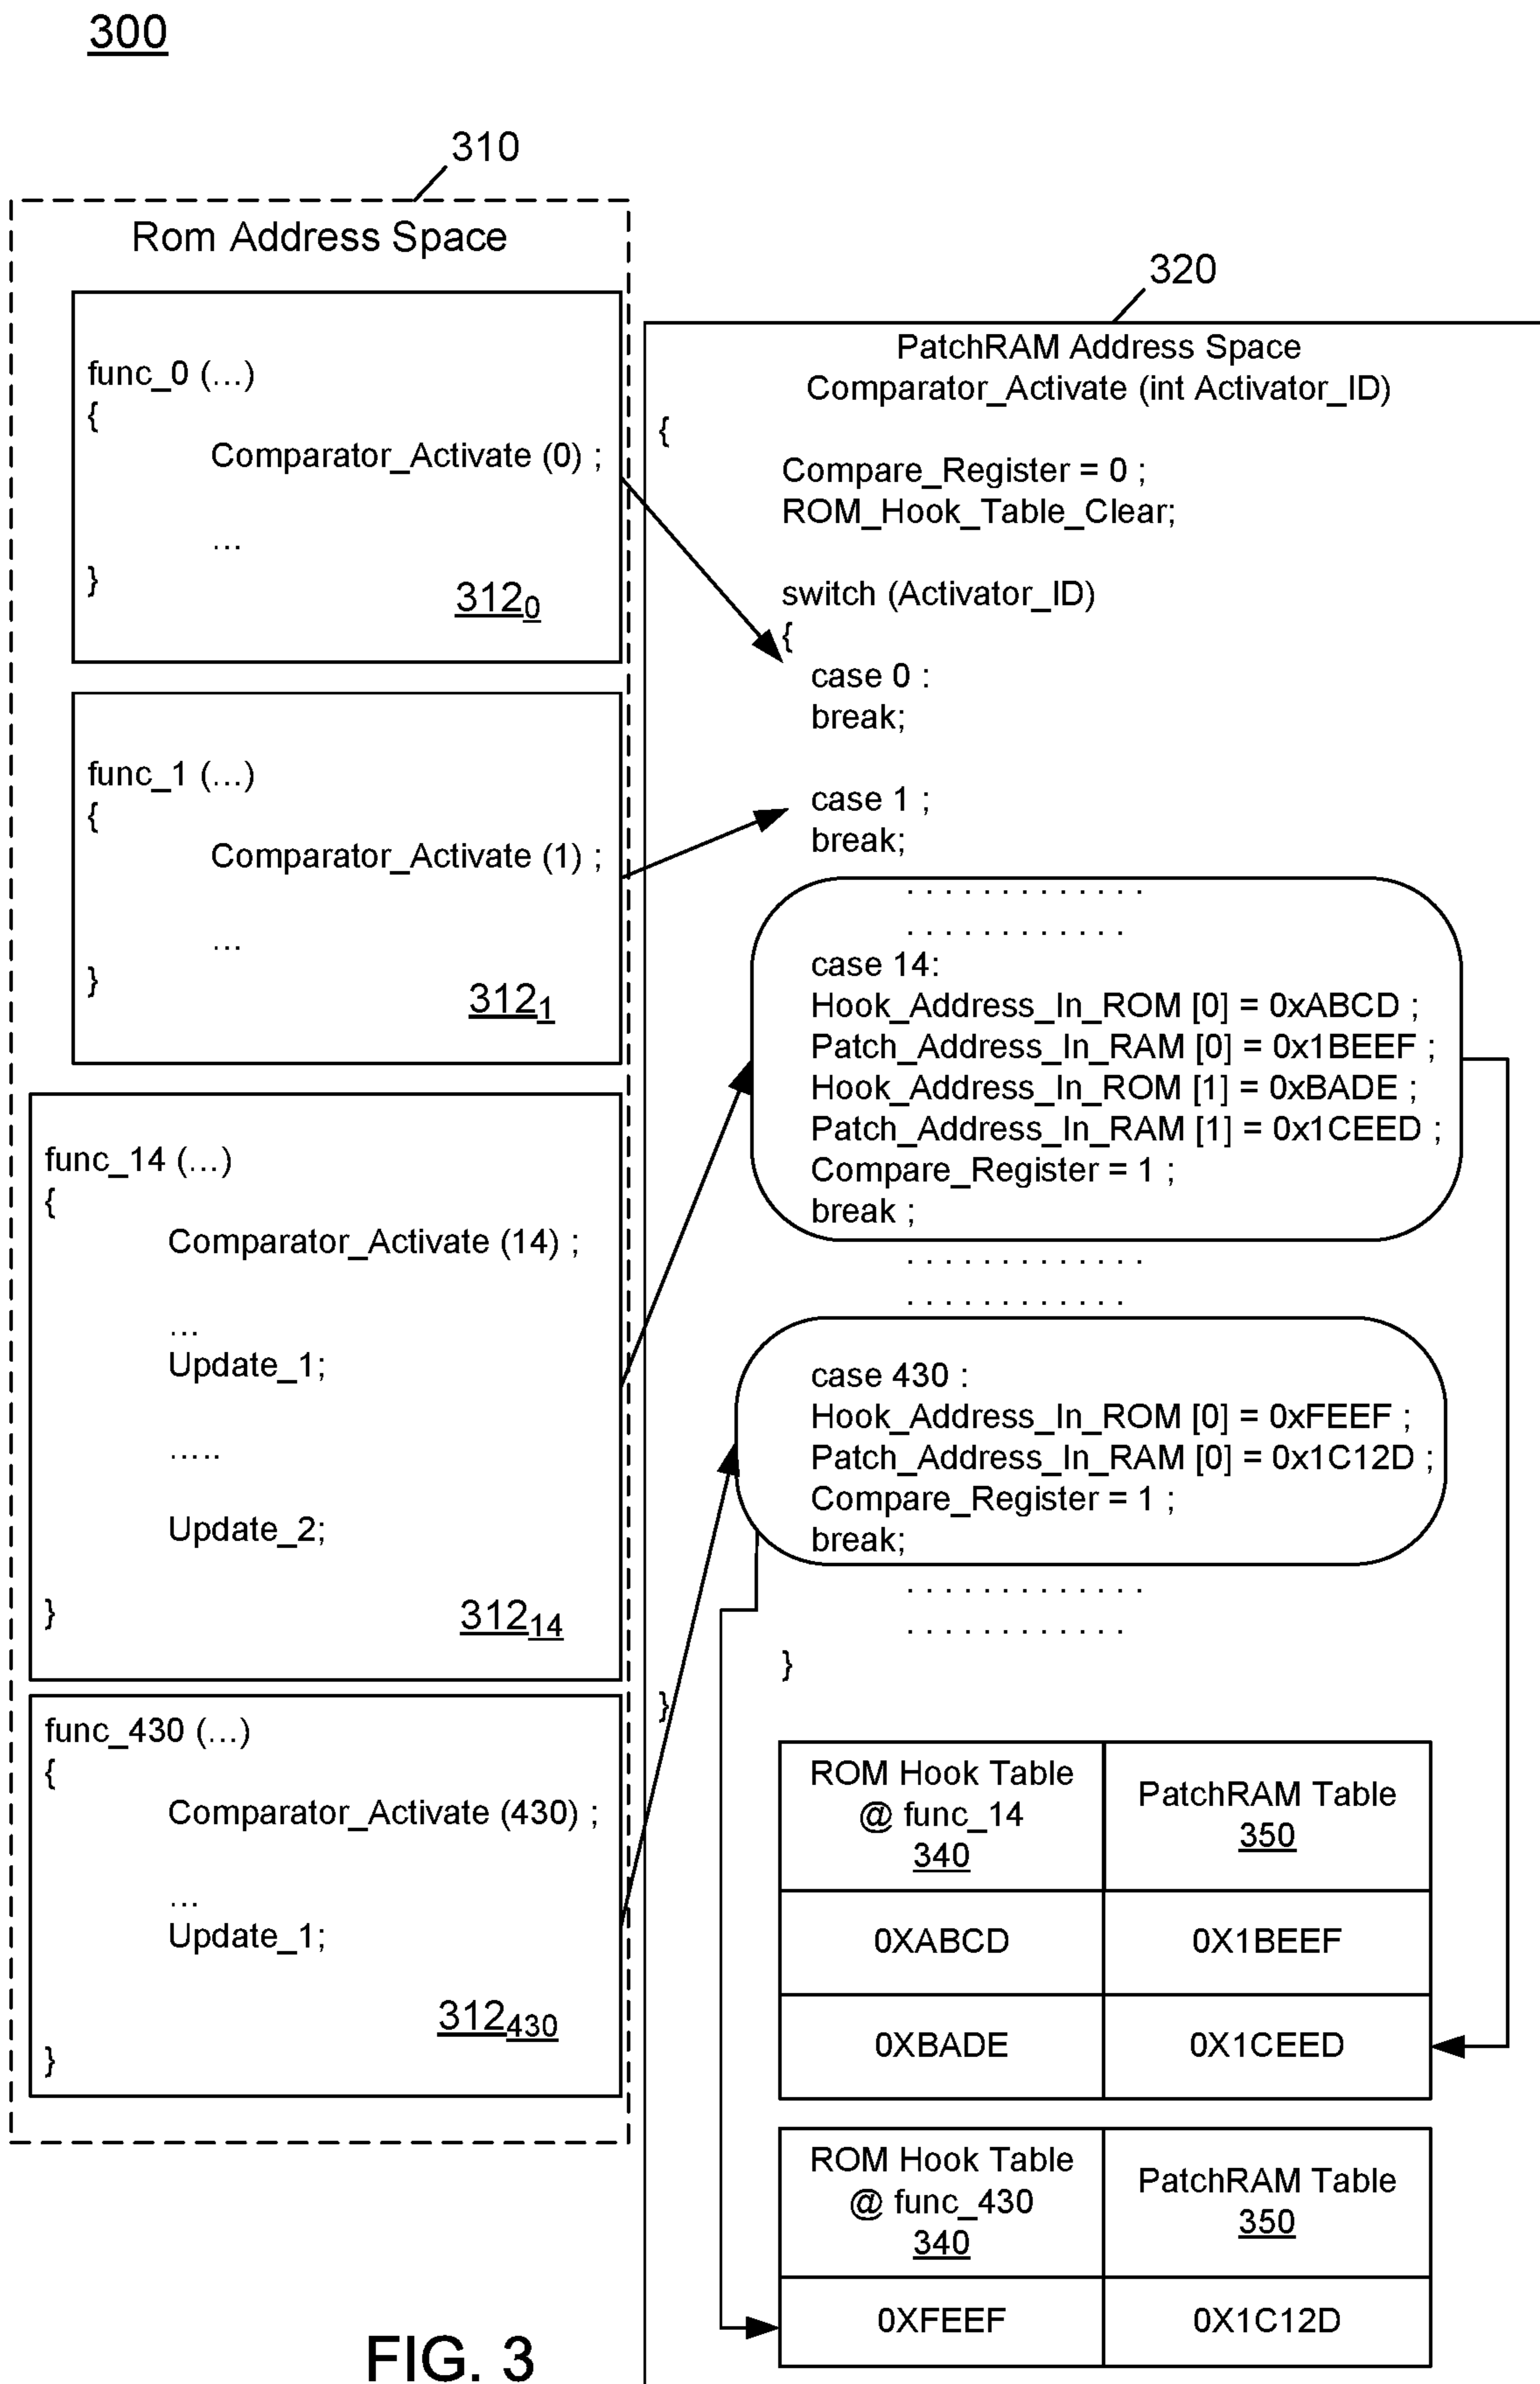 300
310
Rom Address Space
func_0 (...)
{
Comparator_Activate (0) ;
...
}
312₀
func_1 (...)
{
Comparator_Activate (1) ;
...
}
312₁
func_14 (...)
{
Comparator_Activate (14) ;
...
Update_1;
.....
Update_2;
}
312₁₄
func_430 (...)
{
Comparator_Activate (430) ;
...
Update_1;
}
312₄₃₀
320
PatchRAM Address Space
Comparator_Activate (int Activator_ID)
{
Compare_Register = 0 ;
ROM_Hook_Table_Clear;
switch (Activator_ID)
{
case 0 :
break;
case 1 ;
break;
. . . . . . . . . . . . .
. . . . . . . . . . . .
case 14:
Hook_Address_In_ROM [0] = 0xABCD ;
Patch_Address_In_RAM [0] = 0x1BEEF ;
Hook_Address_In_ROM [1] = 0xBADE ;
Patch_Address_In_RAM [1] = 0x1CEED ;
Compare_Register = 1 ;
break ;
. . . . . . . . . . . . .
. . . . . . . . . . . .
case 430 :
Hook_Address_In_ROM [0] = 0xFEEF ;
Patch_Address_In_RAM [0] = 0x1C12D ;
Compare_Register = 1 ;
break;
. . . . . . . . . . . . .
. . . . . . . . . . . .
}
}
ROM Hook Table
@ func_14
340
PatchRAM Table
350
0XABCD
0X1BEEF
0XBADE
0X1CEED
ROM Hook Table
@ func_430
340
PatchRAM Table
350
0XFEEF
0X1C12D
FIG. 3